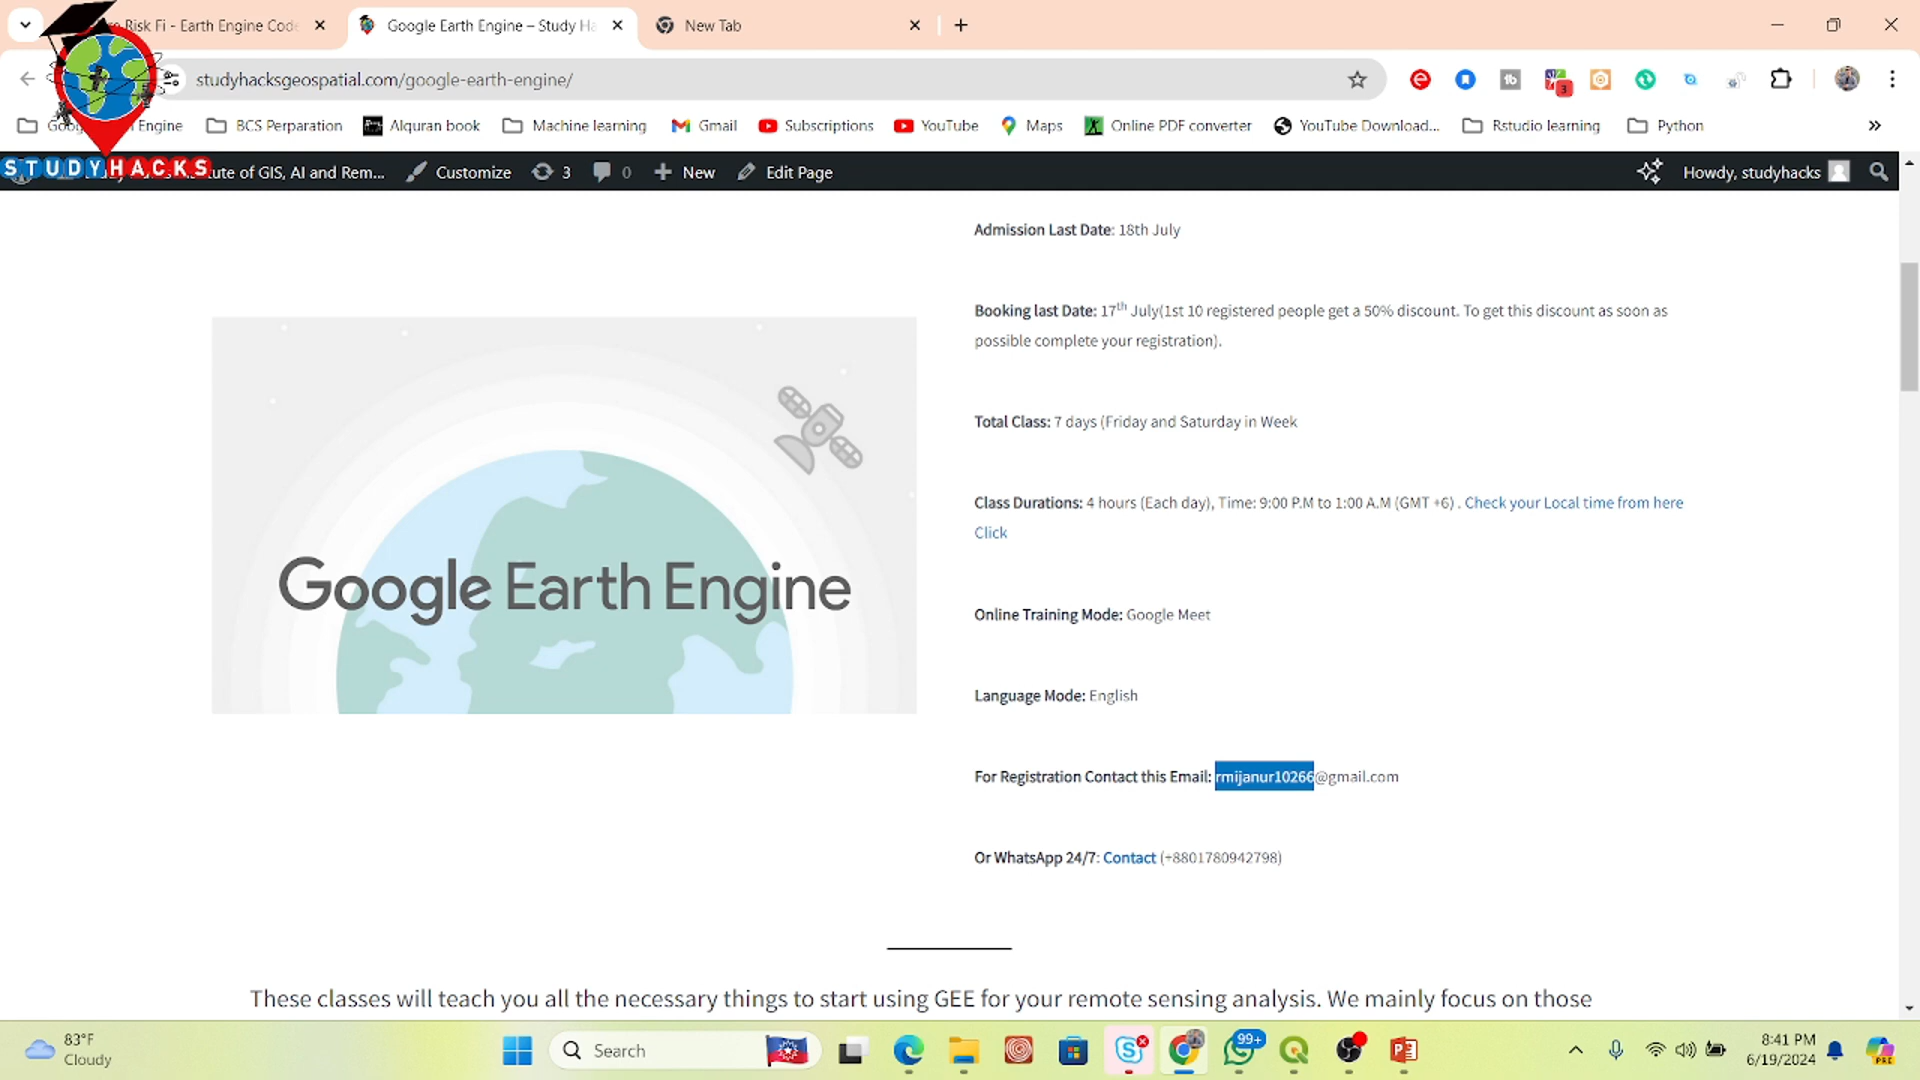 Risk Fi - Earth Engine Code
Google Earth Engine – Study Ha
New Tab
studyhacksgeospatial.com/google-earth-engine/
3
Engine
BCS Perparation
Alquran book
Machine learning
Gmail
Subscriptions
YouTube
Maps
Online PDF converter
YouTube Download...
Rstudio learning
Python
»
STUDYHACKS
ute of GIS, AI and Rem...
Customize
3
0
New
Edit Page
Howdy, studyhacks
Admission Last Date: 18th July
Booking last Date: 17th July(1st 10 registered people get a 50% discount. To get this discount as soon as
possible complete your registration).
Total Class: 7 days (Friday and Saturday in Week
Class Durations: 4 hours (Each day), Time: 9:00 P.M to 1:00 A.M (GMT +6) . Check your Local time from here
Click
Google Earth Engine
Online Training Mode: Google Meet
Language Mode: English
For Registration Contact this Email: rmijanur10266@gmail.com
Or WhatsApp 24/7: Contact (+8801780942798)
These classes will teach you all the necessary things to start using GEE for your remote sensing analysis. We mainly focus on those
83°F
Cloudy
Search
99+
8:41 PM
6/19/2024